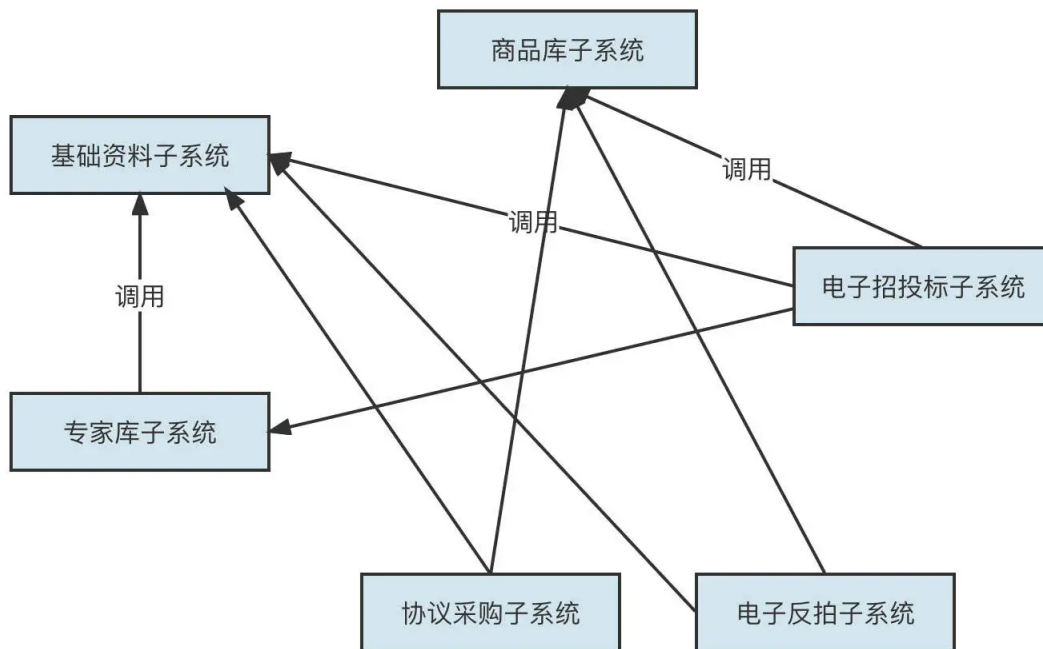 商品库子系统
基础资料子系统
调用
调用
电子招投标子系统
调用
专家库子系统
协议采购子系统
电子反拍子系统